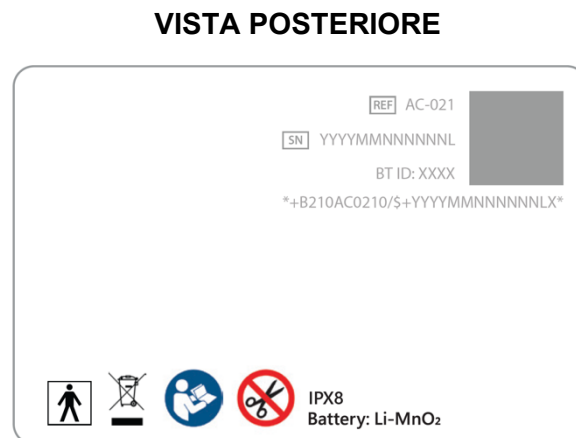 VISTA POSTERIORE
REF AC-021
SN YYYYMMNNNNNNL
BT ID: XXXX
*+B210AC0210/$+YYYYMMNNNNNNLX*
IPX8
Battery: Li-MnO₂